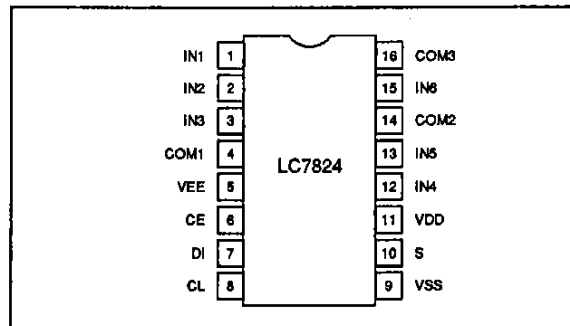 IN1 1 16 COM3
IN2 2 15 IN6
IN3 3 14 COM2
COM1 4 13 IN5
LC7824
VEE 5 12 IN4
CE 6 11 VDD
DI 7 10 S
CL 8 9 VSS